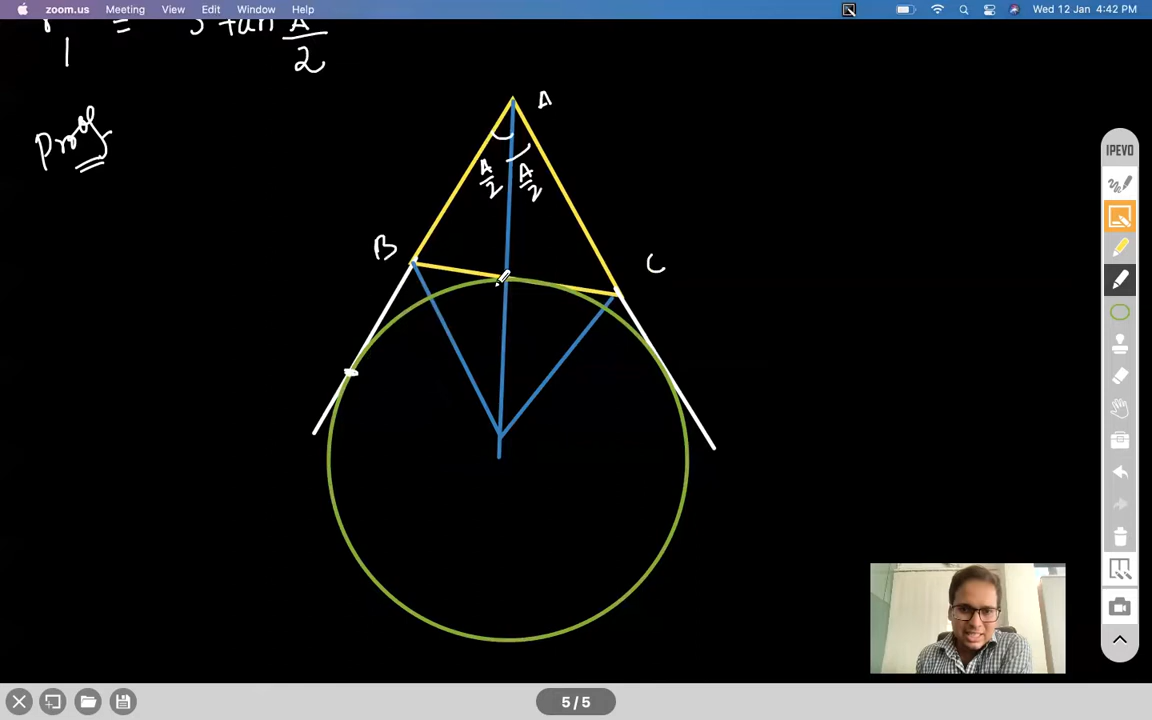 zoom.us Meeting View Edit Window Help Wed 12 Jan 4:42 PM
r₁ = s tan A/2
Proof
A
IPEVO
A/2 A/2
B
C
5 / 5